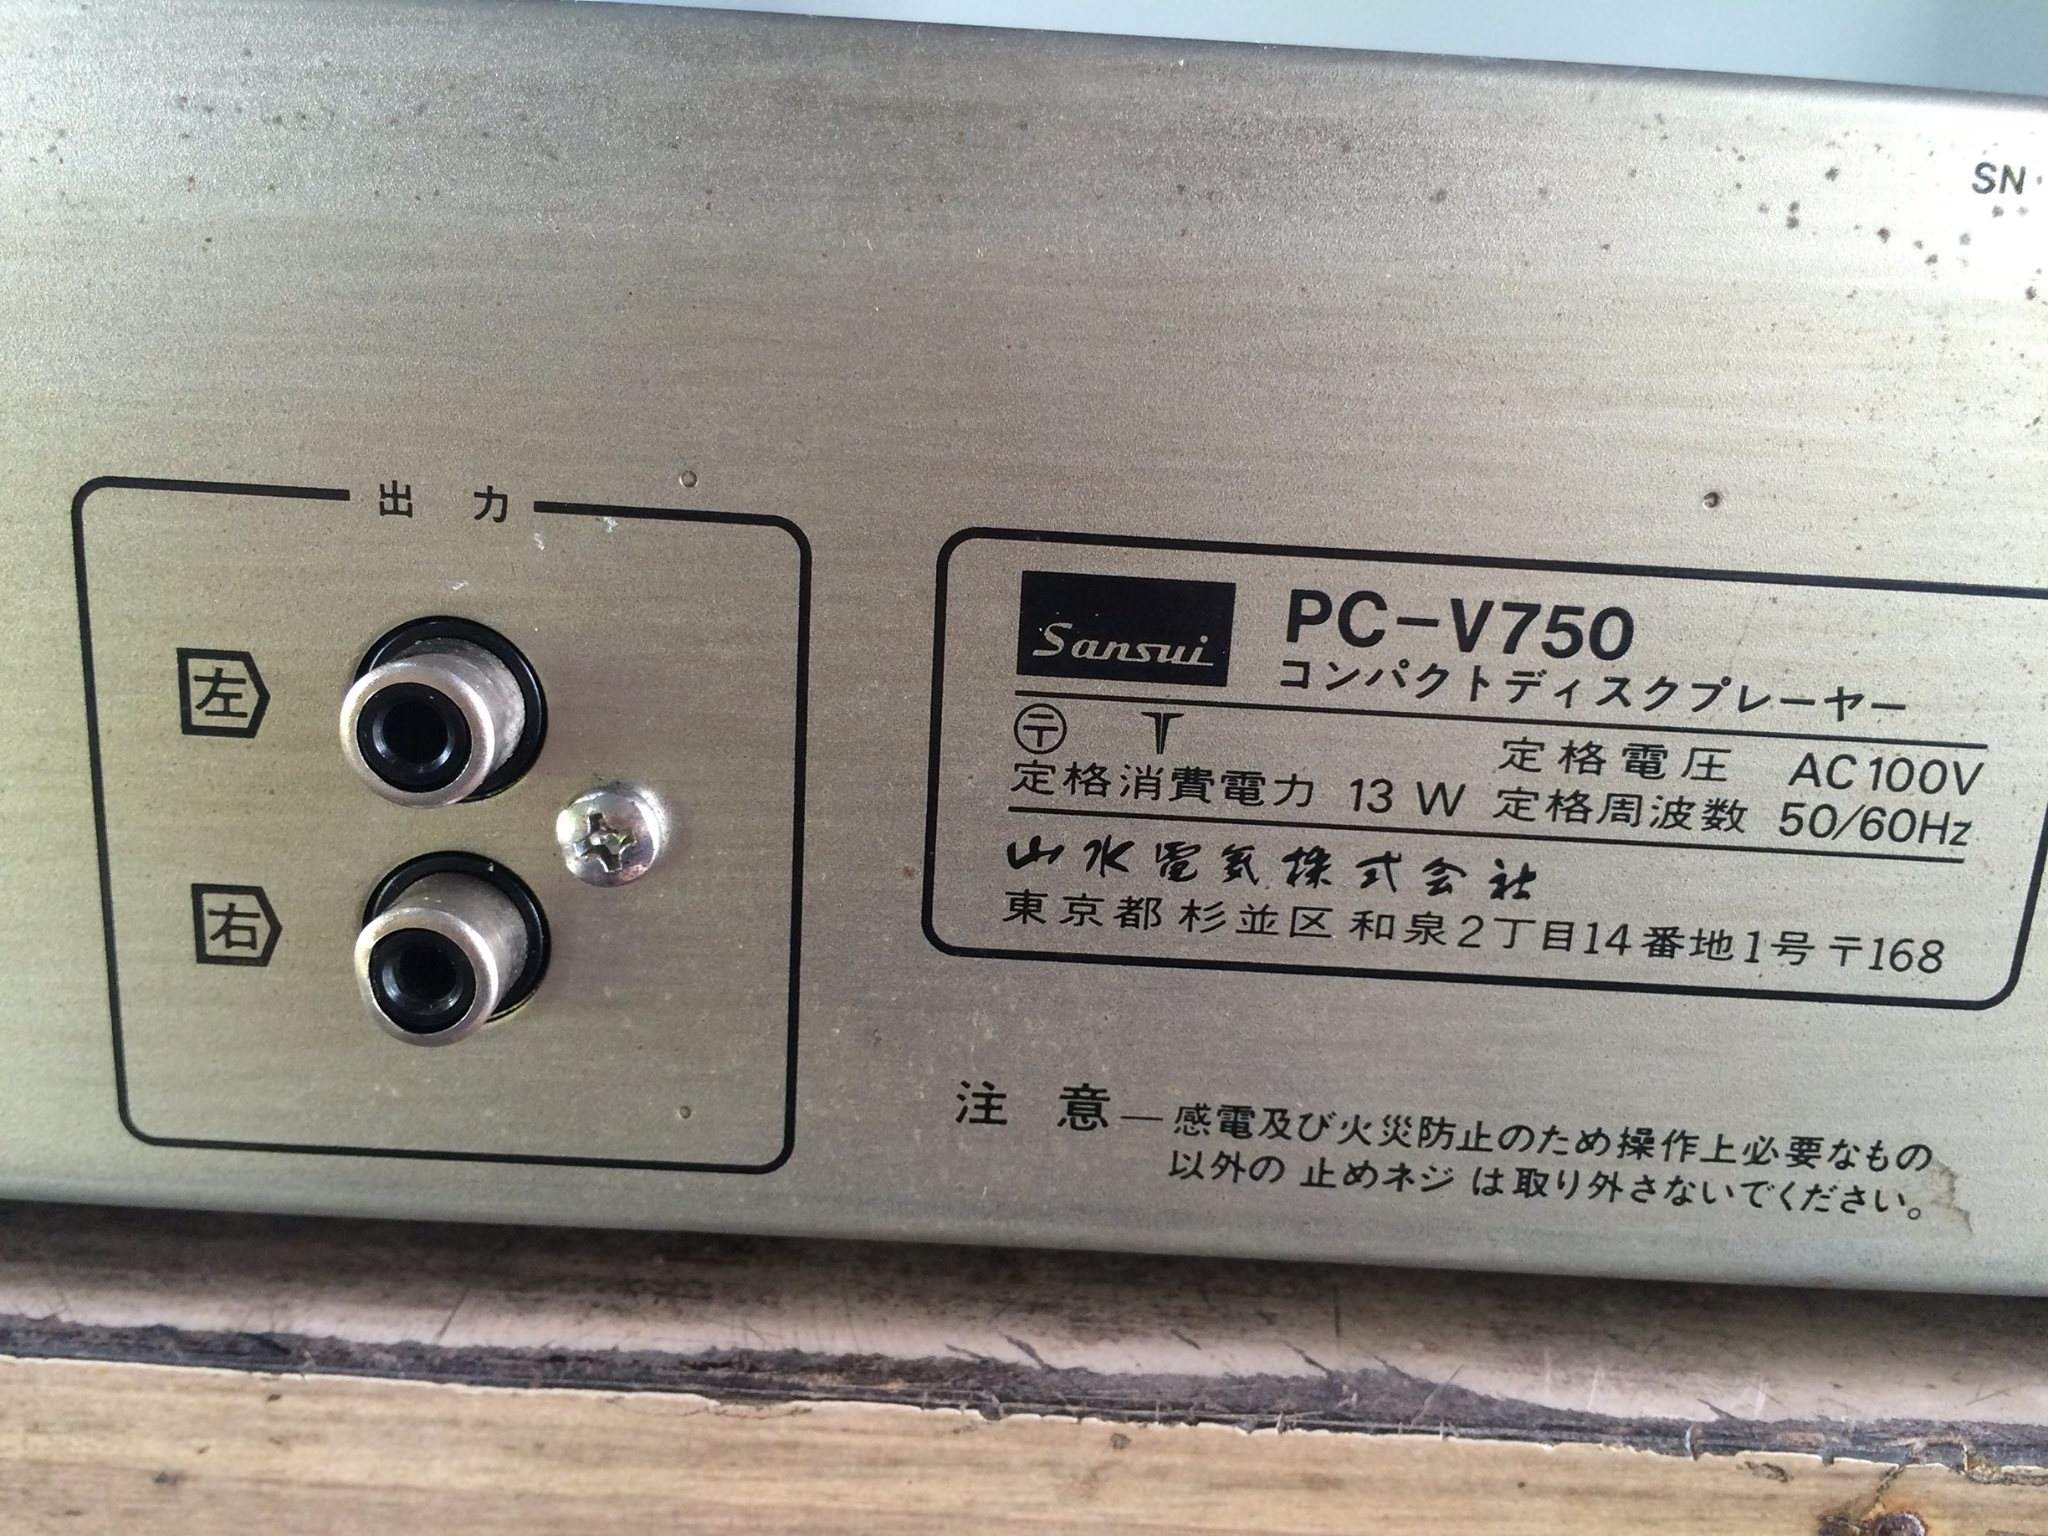 SN
出 力
左
右
Sansui PC-V750
コンパクトディスクプレーヤー
〒 T 定格電圧 AC100V
定格消費電力 13 W 定格周波数 50/60Hz
山水電気株式会社
東京都 杉並区 和泉2丁目14番地1号 〒168
注 意―感電及び火災防止のため操作上必要なもの
以外の 止めネジ は取り外さないでください。